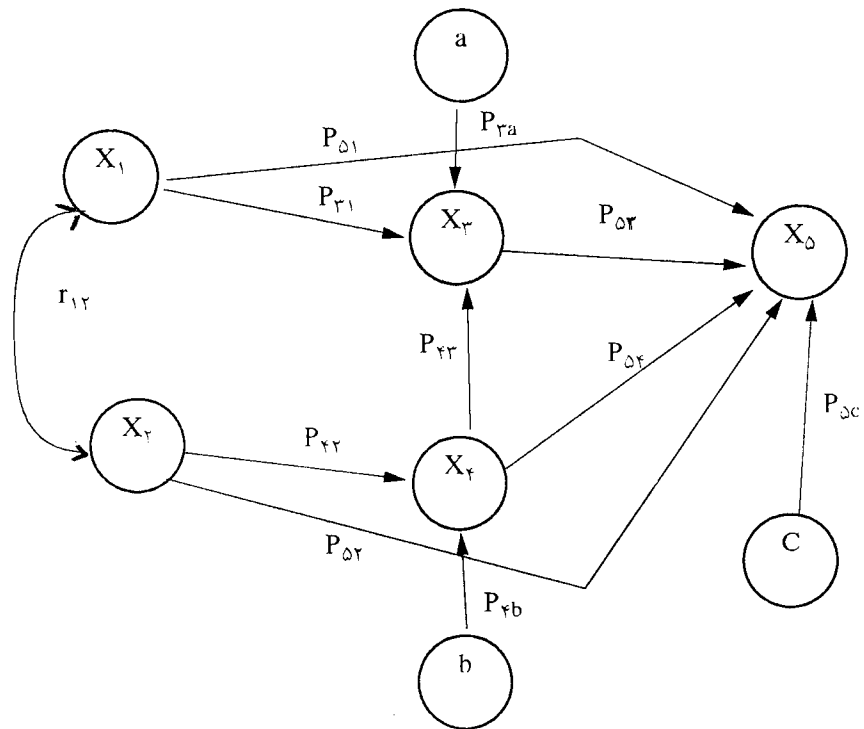 a
P₅₁
P₃ₐ
X₁
P₃₁
X₃
P₅₃
X₅
r₁₂
P₄₃
P₅₄
P₅c
X₂
P₄₂
X₄
C
P₅₂
P₄b
b